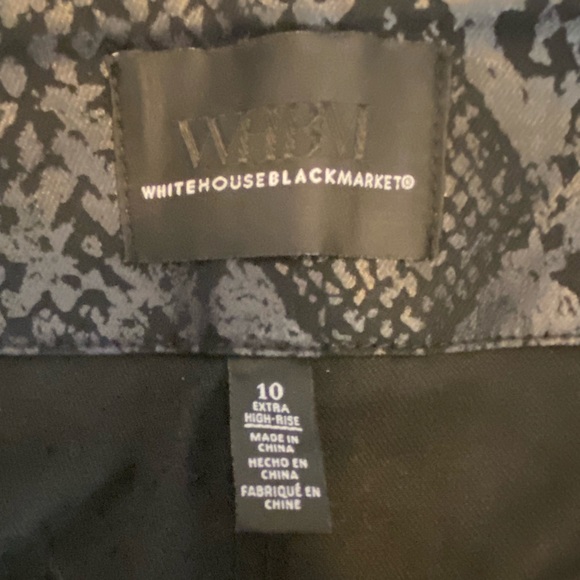 WHBM
WHITEHOUSEBLACKMARKET®
10
EXTRA
HIGH-RISE
MADE IN
CHINA
HECHO EN
CHINA
FABRIQUÉ EN
CHINE